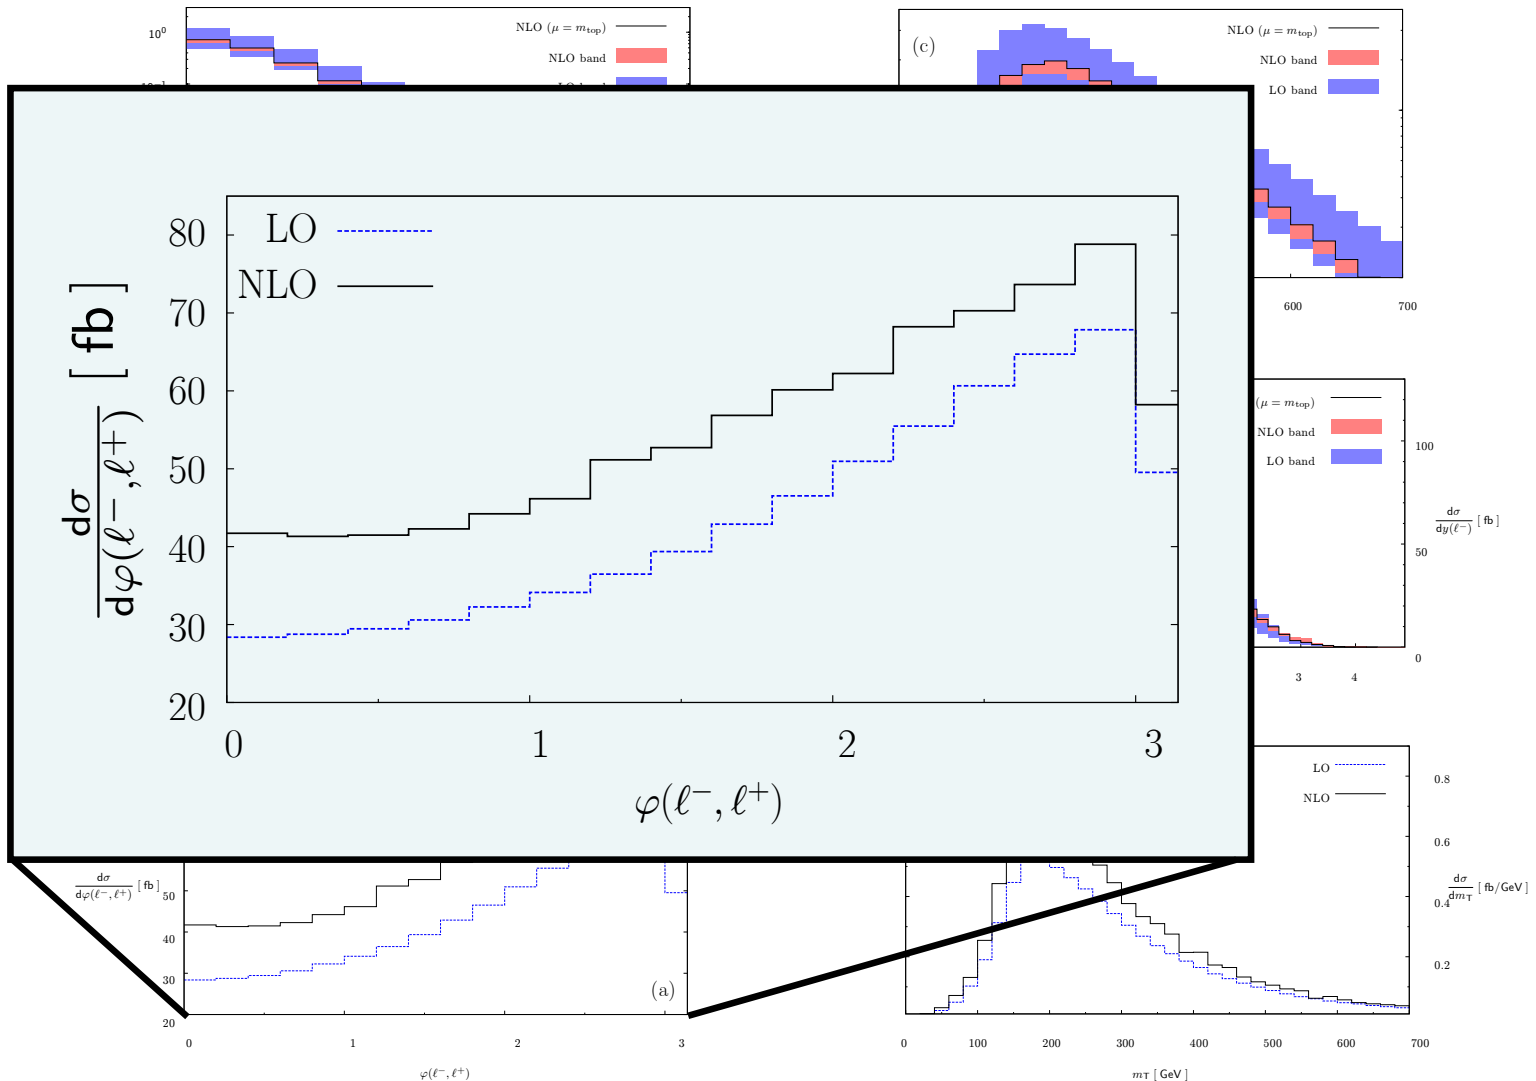 10⁰
NLO (μ = m_top)
NLO band
(c)
NLO (μ = m_top)
NLO band
LO band
600
700
80
70
60
50
40
30
20
LO
NLO
dσ
dφ(ℓ⁻, ℓ⁺)
[ fb ]
0
1
2
3
φ(ℓ⁻, ℓ⁺)
(μ = m_top)
NLO band
LO band
100
50
0
dσ
dy(ℓ⁻) [ fb ]
3
4
dσ
dφ(ℓ⁻, ℓ⁺) [ fb ]
50
40
30
20
(a)
0
1
2
3
φ(ℓ⁻, ℓ⁺)
LO
NLO
0.8
0.6
0.4
0.2
dσ
dm_T [ fb/GeV ]
0
100
200
300
400
500
600
700
m_T [ GeV ]